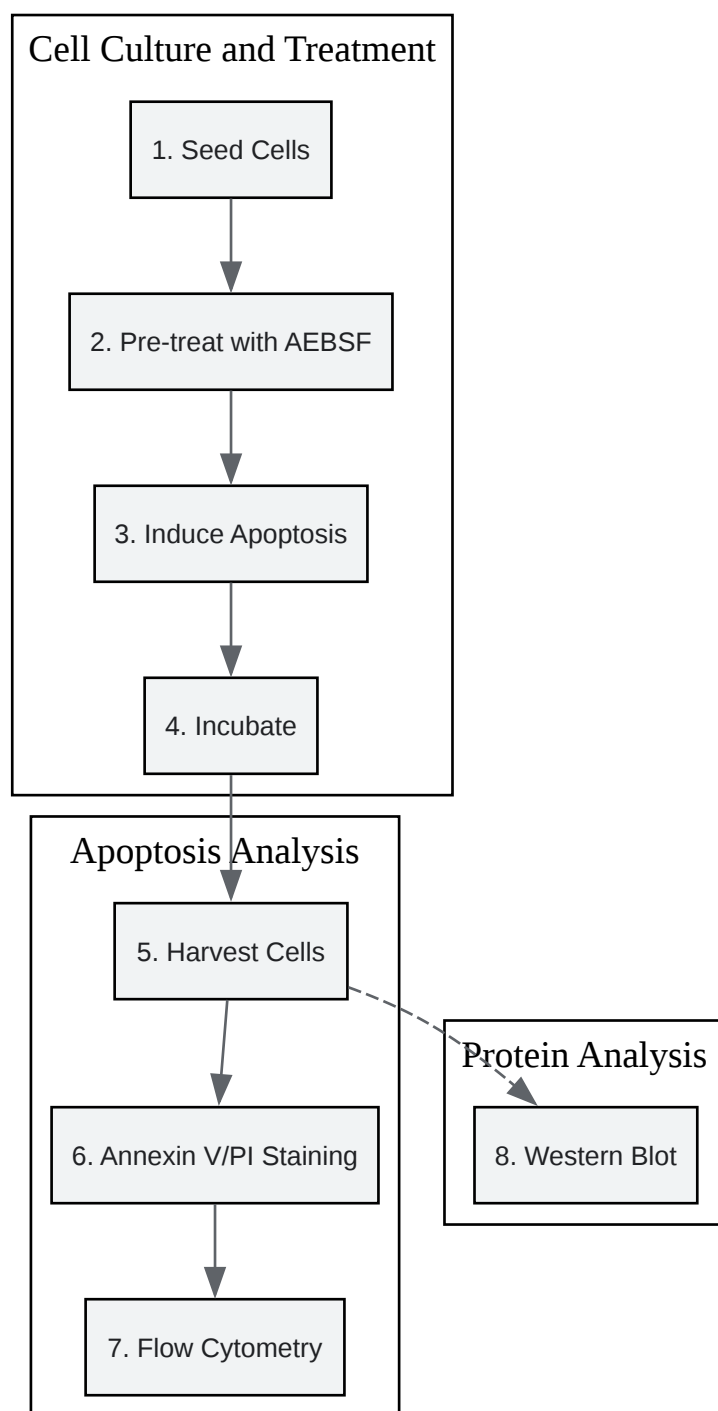 Cell Culture and Treatment
1. Seed Cells
2. Pre-treat with AEBSF
3. Induce Apoptosis
4. Incubate
Apoptosis Analysis
5. Harvest Cells
Protein Analysis
6. Annexin V/PI Staining
8. Western Blot
7. Flow Cytometry